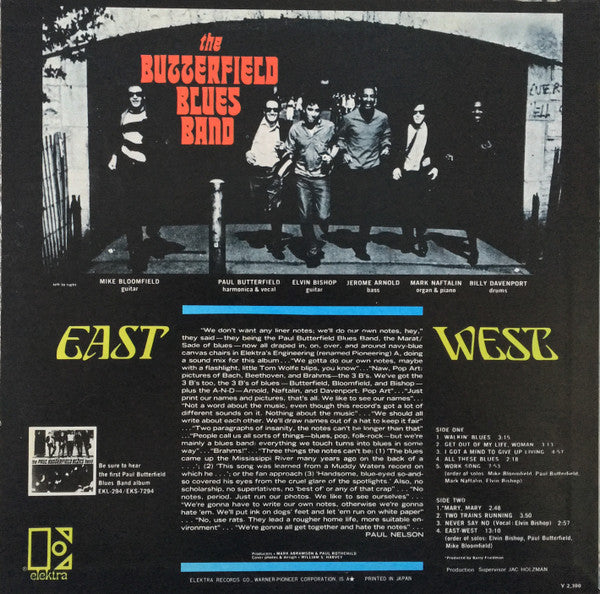 the
BUTTERFIELD
BLUES
BAND
MIKE BLOOMFIELD
guitar
PAUL BUTTERFIELD
harmonica & vocal
ELVIN BISHOP
guitar
JEROME ARNOLD
bass
MARK NAFTALIN
organ & piano
BILLY DAVENPORT
drums
EAST
WEST
"We don't want any liner notes; we'll do our own notes, hey,"
they said—they being the Paul Butterfield Blues Band, the Marat/
Sade of blues—now all draped in, on, over, and around navy-blue
canvas chairs in Elektra's Engineering (renamed Pioneering) A, doing
a sound mix for this album...“We gotta do our own notes, maybe
with a flashlight, little Tom Wolfe blips, you know”...“Naw, Pop Art:
pictures of Bach, Beethoven, and Brahms—the 3 B's. We've got the
3 B's too, the 3 B's of blues—Butterfield, Bloomfield, and Bishop—
plus the A-N-D—Arnold, Naftalin, and Davenport. Pop Art”...“Just
print our names and pictures, that's all. We like to see our names”...
“Not a word about the music, even though this record's got a lot of
different sounds on it. Nothing about the music”...“We should all
write about each other. We'll draw names out of a hat to keep it fair”
...“Two paragraphs of insanity, the notes can't be longer than that”
...“People call us all sorts of things—blues, pop, folk-rock—but we're
mainly a blues band; everything we touch turns into blues in some
way”...“Brahms!”...“Three things the notes can't be: (1) 'The blues
came up the Mississippi River many years ago on the back of a
...'; (2) 'This song was learned from a Muddy Waters record on
which he...'; or the fan approach (3) 'Handsome, blue-eyed so-and-
so covered his eyes from the cruel glare of the spotlights.' Also, no
scholarship, no superlatives, no 'best of' or any of that crap”...“No
notes, period. Just run our photos. We like to see ourselves”...
“We're gonna have to write our own notes, otherwise we're gonna
hate 'em. We'll put ink on dogs' feet and let 'em run on white paper”
...“No, use rats. They lead a rougher home life, more suitable en-
vironment”...“We're gonna all get together and hate the notes”...
PAUL NELSON
Producers • MARK ABRAMSON & PAUL ROTHCHILD
Cover photos & design • WILLIAM S. HARVEY
Be sure to hear
the first Paul Butterfield
Blues Band album
EKL-294/EKS-7294
SIDE ONE
1 WALKIN' BLUES 3:15
2. GET OUT OF MY LIFE, WOMAN 3:13
3. I GOT A MIND TO GIVE UP LIVING 4:57
4 ALL THESE BLUES 2:18
5. WORK SONG 7:53
(order of solos: Mike Bloomfield, Paul Butterfield,
Mark Naftalin, Elvin Bishop)
SIDE TWO
1. *MARY, MARY 2:48
2. TWO TRAINS RUNNING 3:50
3. NEVER SAY NO (Vocal: Elvin Bishop) 2:57
4. EAST-WEST 13:10
(order of solos: Elvin Bishop, Paul Butterfield,
Mike Bloomfield)
*Produced by Barry Friedman
Production Supervisor JAC HOLZMAN
elektra
ELEKTRA RECORDS CO., WARNER-PIONEER CORPORATION, IS A★ PRINTED IN JAPAN
V 2,300